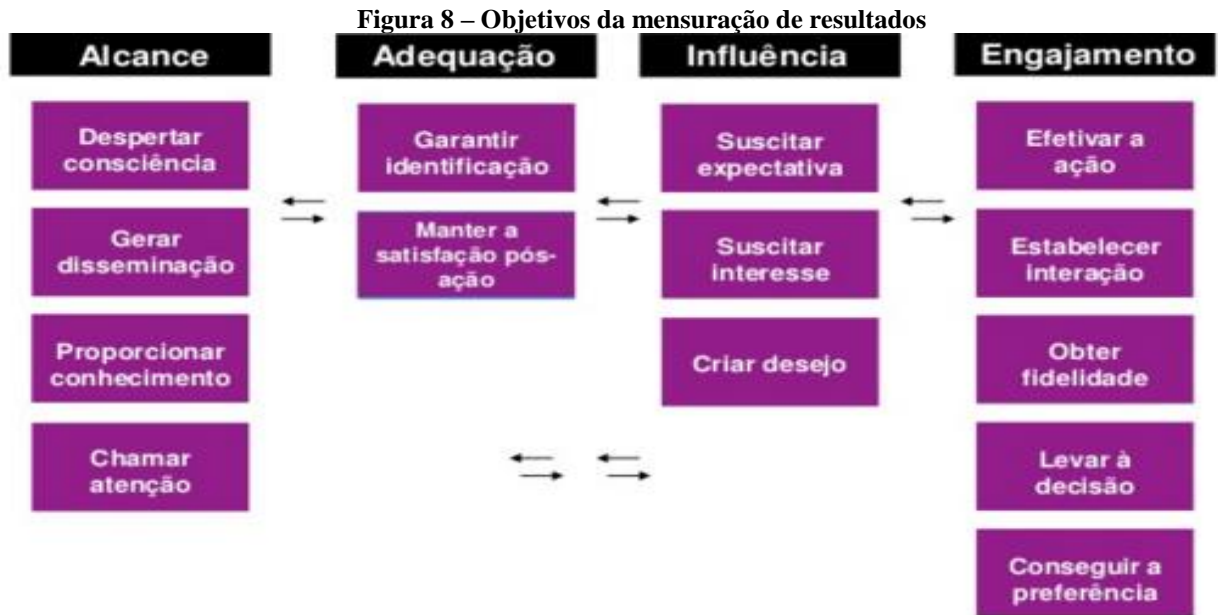 Figura 8 – Objetivos da mensuração de resultados
Alcance
Despertar
consciência
Gerar
disseminação
Proporcionar
conhecimento
Chamar
atenção
Adequação
Garantir
identificação
Manter a
satisfação pós-
ação
Influência
Suscitar
expectativa
Suscitar
interesse
Criar desejo
Engajamento
Efetivar a
ação
Estabelecer
interação
Obter
fidelidade
Levar à
decisão
Conseguir a
preferência